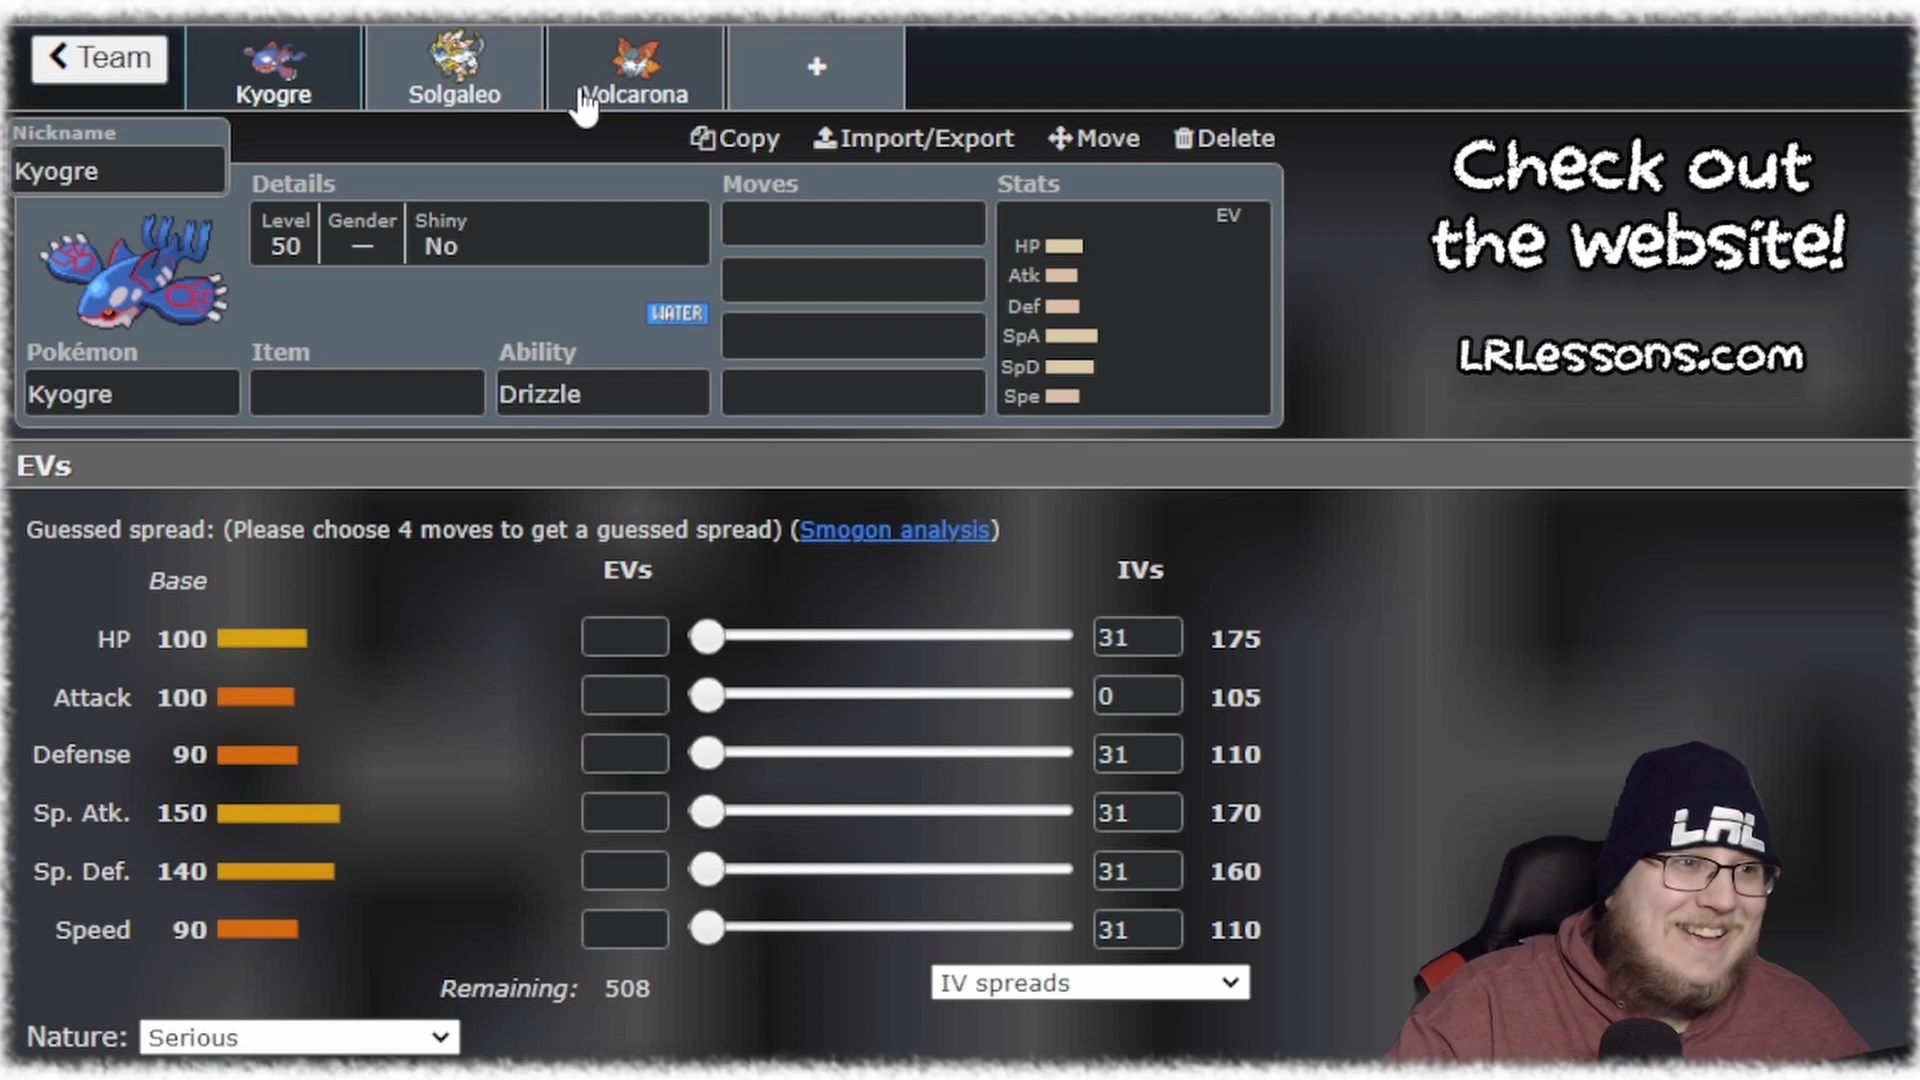 Team
Kyogre
Solgaleo
Volcarona
+
Copy Import/Export Move Delete
Nickname
Kyogre
Details
Moves
Stats
Level Gender Shiny
50 — No
EV
HP
Atk
Def
SpA
SpD
Spe
WATER
Pokémon
Item
Ability
Kyogre
Drizzle
Check out
the website!
LRLessons.com
EVs
Guessed spread: (Please choose 4 moves to get a guessed spread) (Smogon analysis)
Base
EVs
IVs
HP 100 31 175
Attack 100 0 105
Defense 90 31 110
Sp. Atk. 150 31 170
Sp. Def. 140 31 160
Speed 90 31 110
Remaining: 508
IV spreads
Nature: Serious
LRL